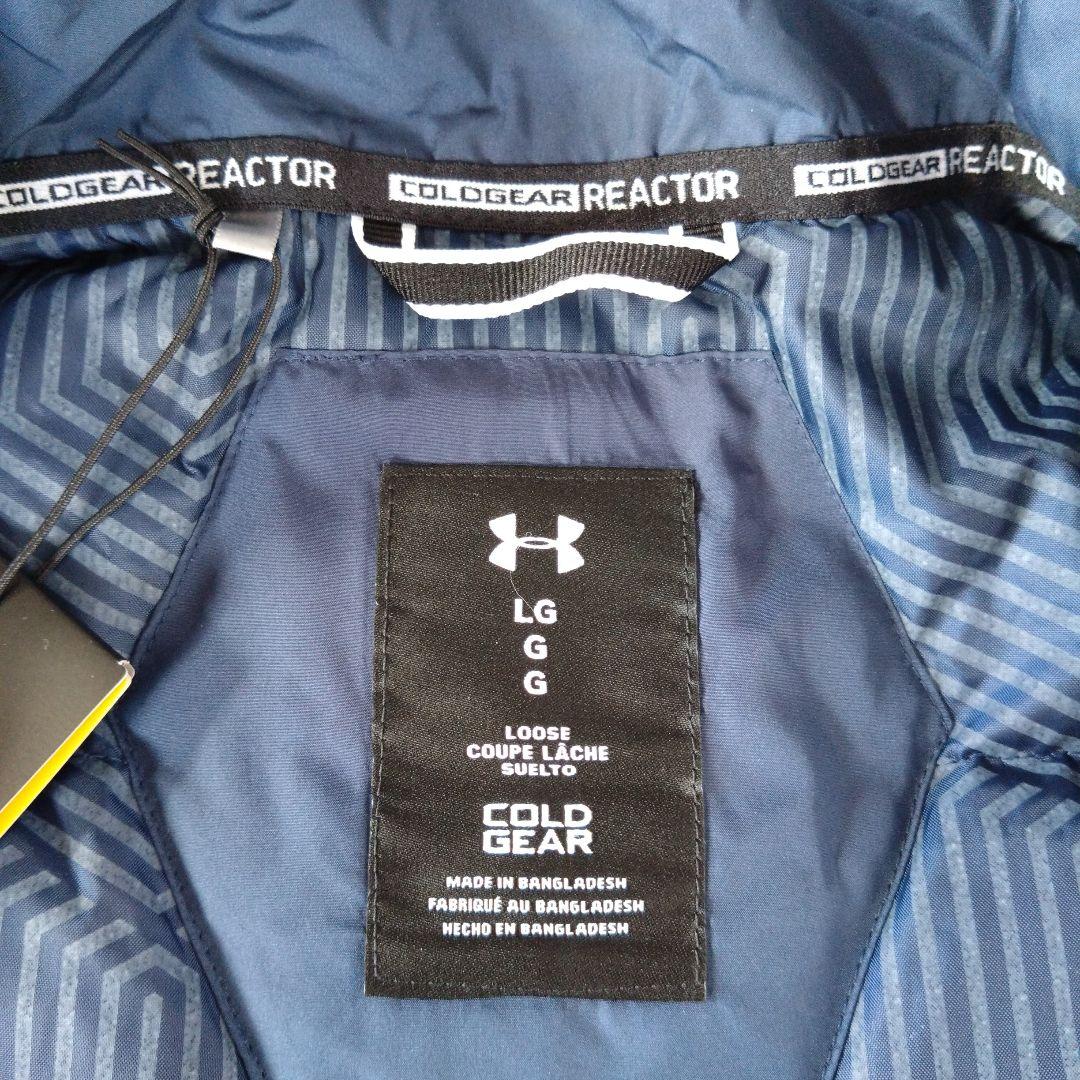 COLDGEAR REACTOR COLDGEAR REACTOR COLDGEAR REACTOR
LG
G
G
LOOSE
COUPE LÂCHE
SUELTO
COLD
GEAR
MADE IN BANGLADESH
FABRIQUÉ AU BANGLADESH
HECHO EN BANGLADESH